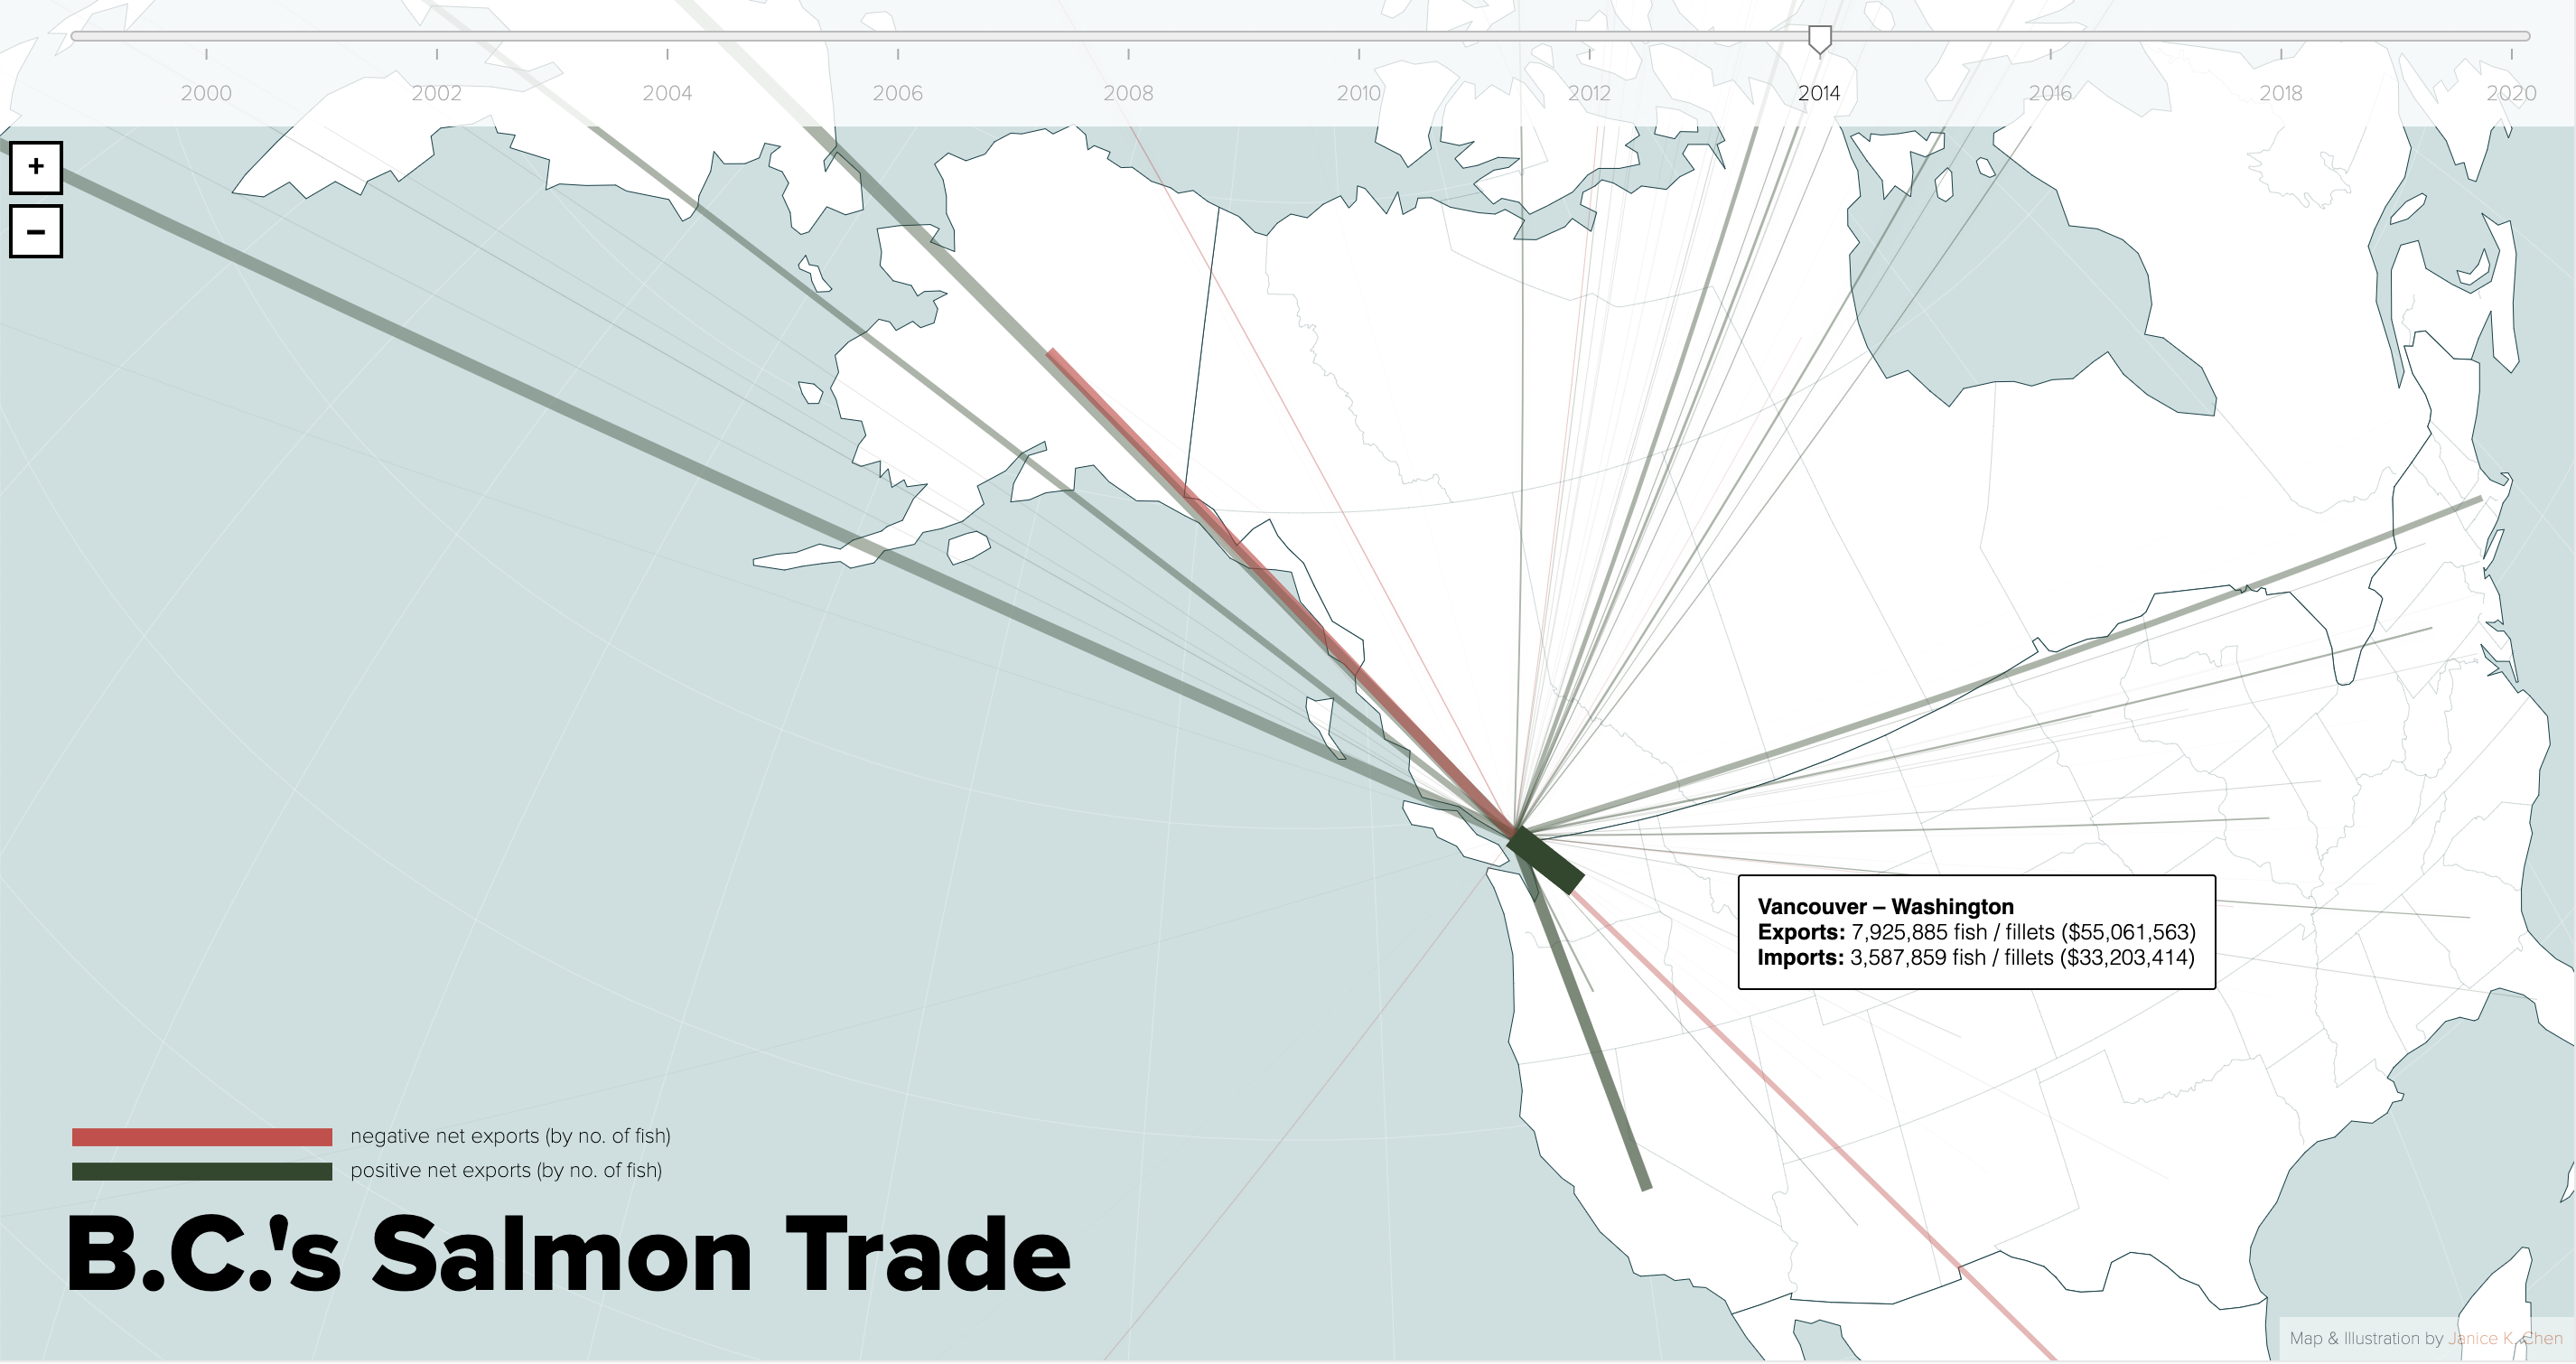 2000 2002 2004 2006 2008 2010 2012 2014 2016 2018 2020
+
−
Vancouver – Washington
Exports: 7,925,885 fish / fillets ($55,061,563)
Imports: 3,587,859 fish / fillets ($33,203,414)
negative net exports (by no. of fish)
positive net exports (by no. of fish)
B.C.'s Salmon Trade
Map & Illustration by Janice K. Chen